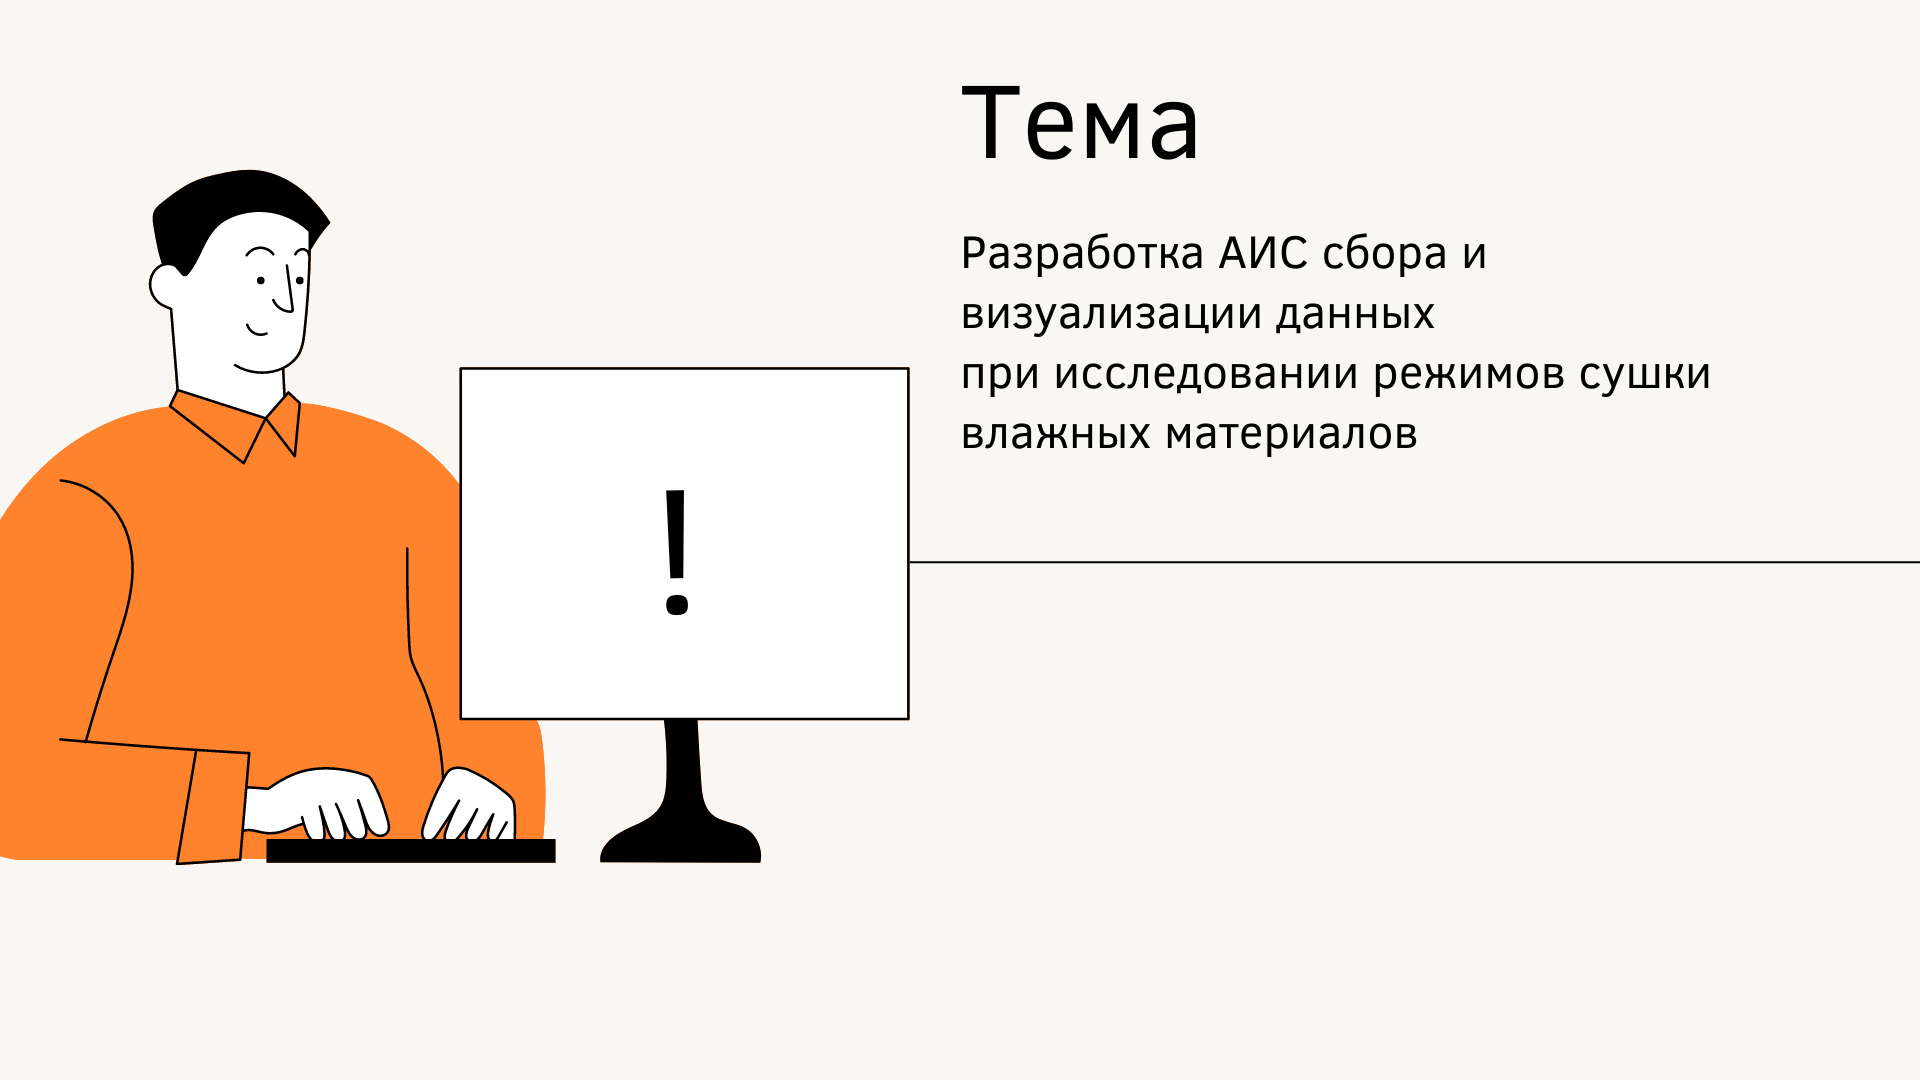 Тема
Разработка АИС сбора и
визуализации данных
при исследовании режимов сушки
влажных материалов
!